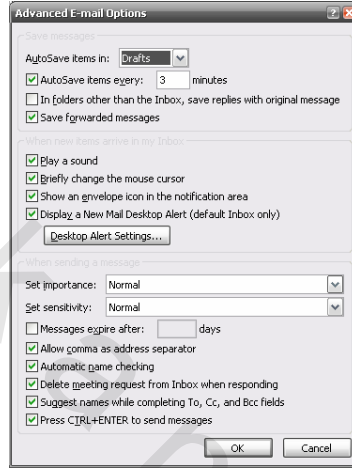 Advanced E-mail Options
Save messages
AutoSave items in: Drafts
AutoSave items every: 3 minutes
In folders other than the Inbox, save replies with original message
Save forwarded messages
When new items arrive in my Inbox
Play a sound
Briefly change the mouse cursor
Show an envelope icon in the notification area
Display a New Mail Desktop Alert (default Inbox only)
Desktop Alert Settings...
When sending a message
Set importance: Normal
Set sensitivity: Normal
Messages expire after: days
Allow comma as address separator
Automatic name checking
Delete meeting request from Inbox when responding
Suggest names while completing To, Cc, and Bcc fields
Press CTRL+ENTER to send messages
OK Cancel